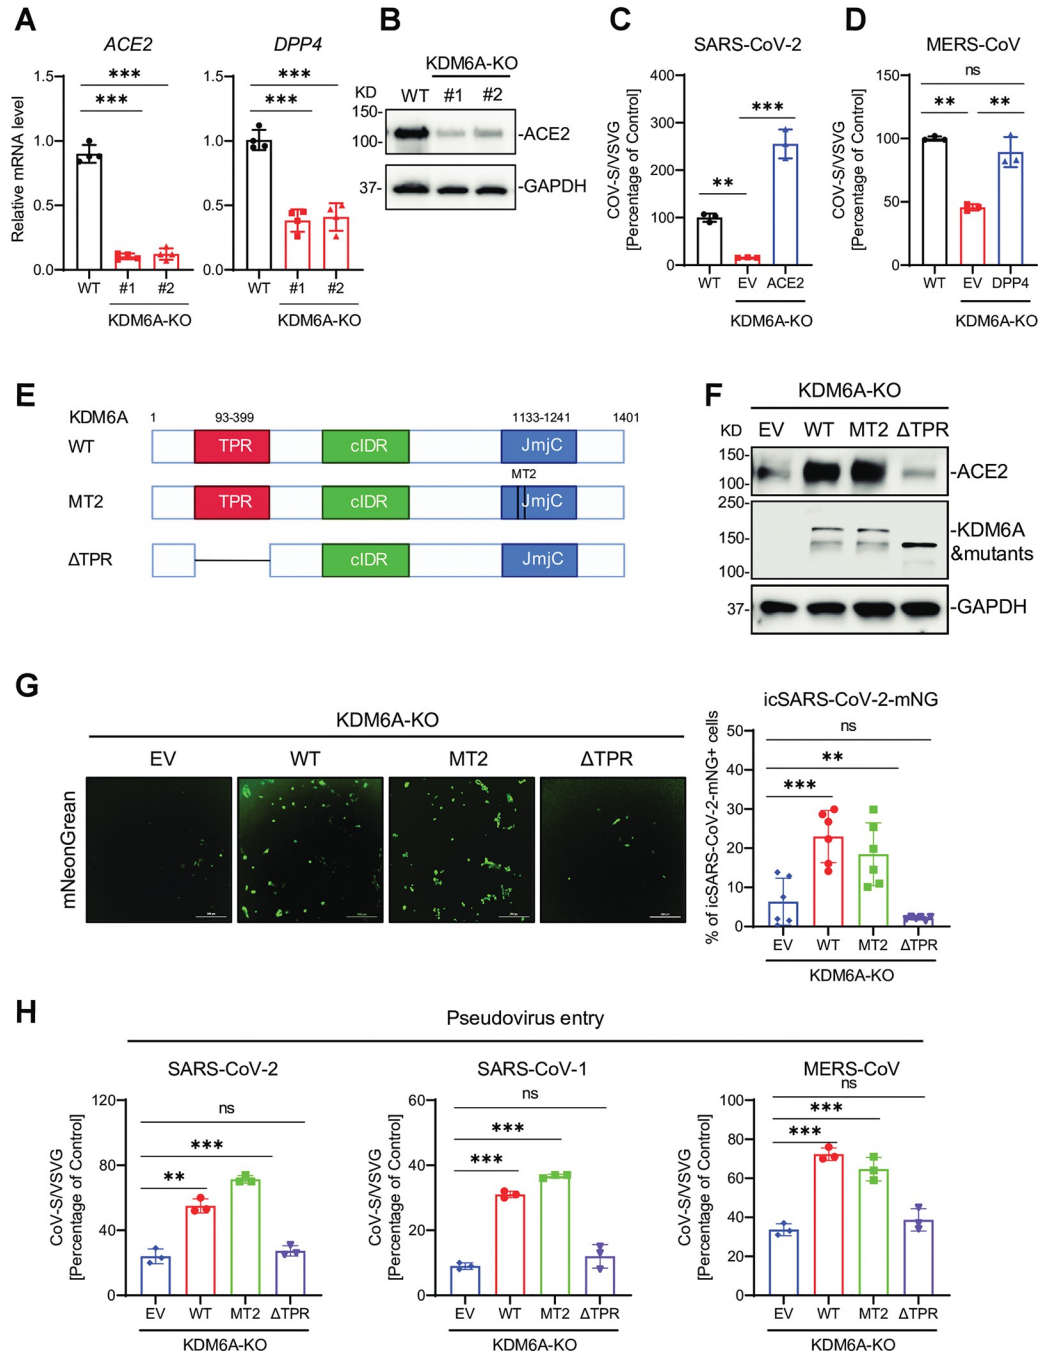 A
ACE2
DPP4
Relative mRNA level
1.5
1.0
0.5
0.0
***
***
WT
#1
#2
KDM6A-KO
1.5
1.0
0.5
0.0
***
***
WT
#1
#2
KDM6A-KO
B
KDM6A-KO
KD
WT
#1
#2
150-
100-
-ACE2
37-
-GAPDH
C
SARS-CoV-2
COV-S/VSVG
[Percentage of Control]
400
300
200
100
0
***
**
WT
EV
ACE2
KDM6A-KO
D
MERS-CoV
COV-S/VSVG
[Percentage of Control]
150
100
50
0
ns
**
**
WT
EV
DPP4
KDM6A-KO
E
KDM6A
1
93-399
1133-1241
1401
WT
TPR
cIDR
JmjC
MT2
MT2
TPR
cIDR
JmjC
ΔTPR
cIDR
JmjC
F
KDM6A-KO
KD
EV
WT
MT2
ΔTPR
150-
100-
-ACE2
250-
150-
100-
-KDM6A
&mutants
37-
-GAPDH
G
KDM6A-KO
EV
WT
MT2
ΔTPR
mNeonGrean
icSARS-CoV-2-mNG
% of icSARS-CoV-2-mNG+ cells
50
40
30
20
10
0
ns
**
***
EV
WT
MT2
ΔTPR
KDM6A-KO
H
Pseudovirus entry
SARS-CoV-2
CoV-S/VSVG
[Percentage of Control]
120
80
40
0
ns
***
**
EV
WT
MT2
ΔTPR
KDM6A-KO
SARS-CoV-1
CoV-S/VSVG
[Percentage of Control]
60
40
20
0
ns
***
***
EV
WT
MT2
ΔTPR
KDM6A-KO
MERS-CoV
CoV-S/VSVG
[Percentage of Control]
100
80
60
40
20
0
ns
***
***
EV
WT
MT2
ΔTPR
KDM6A-KO